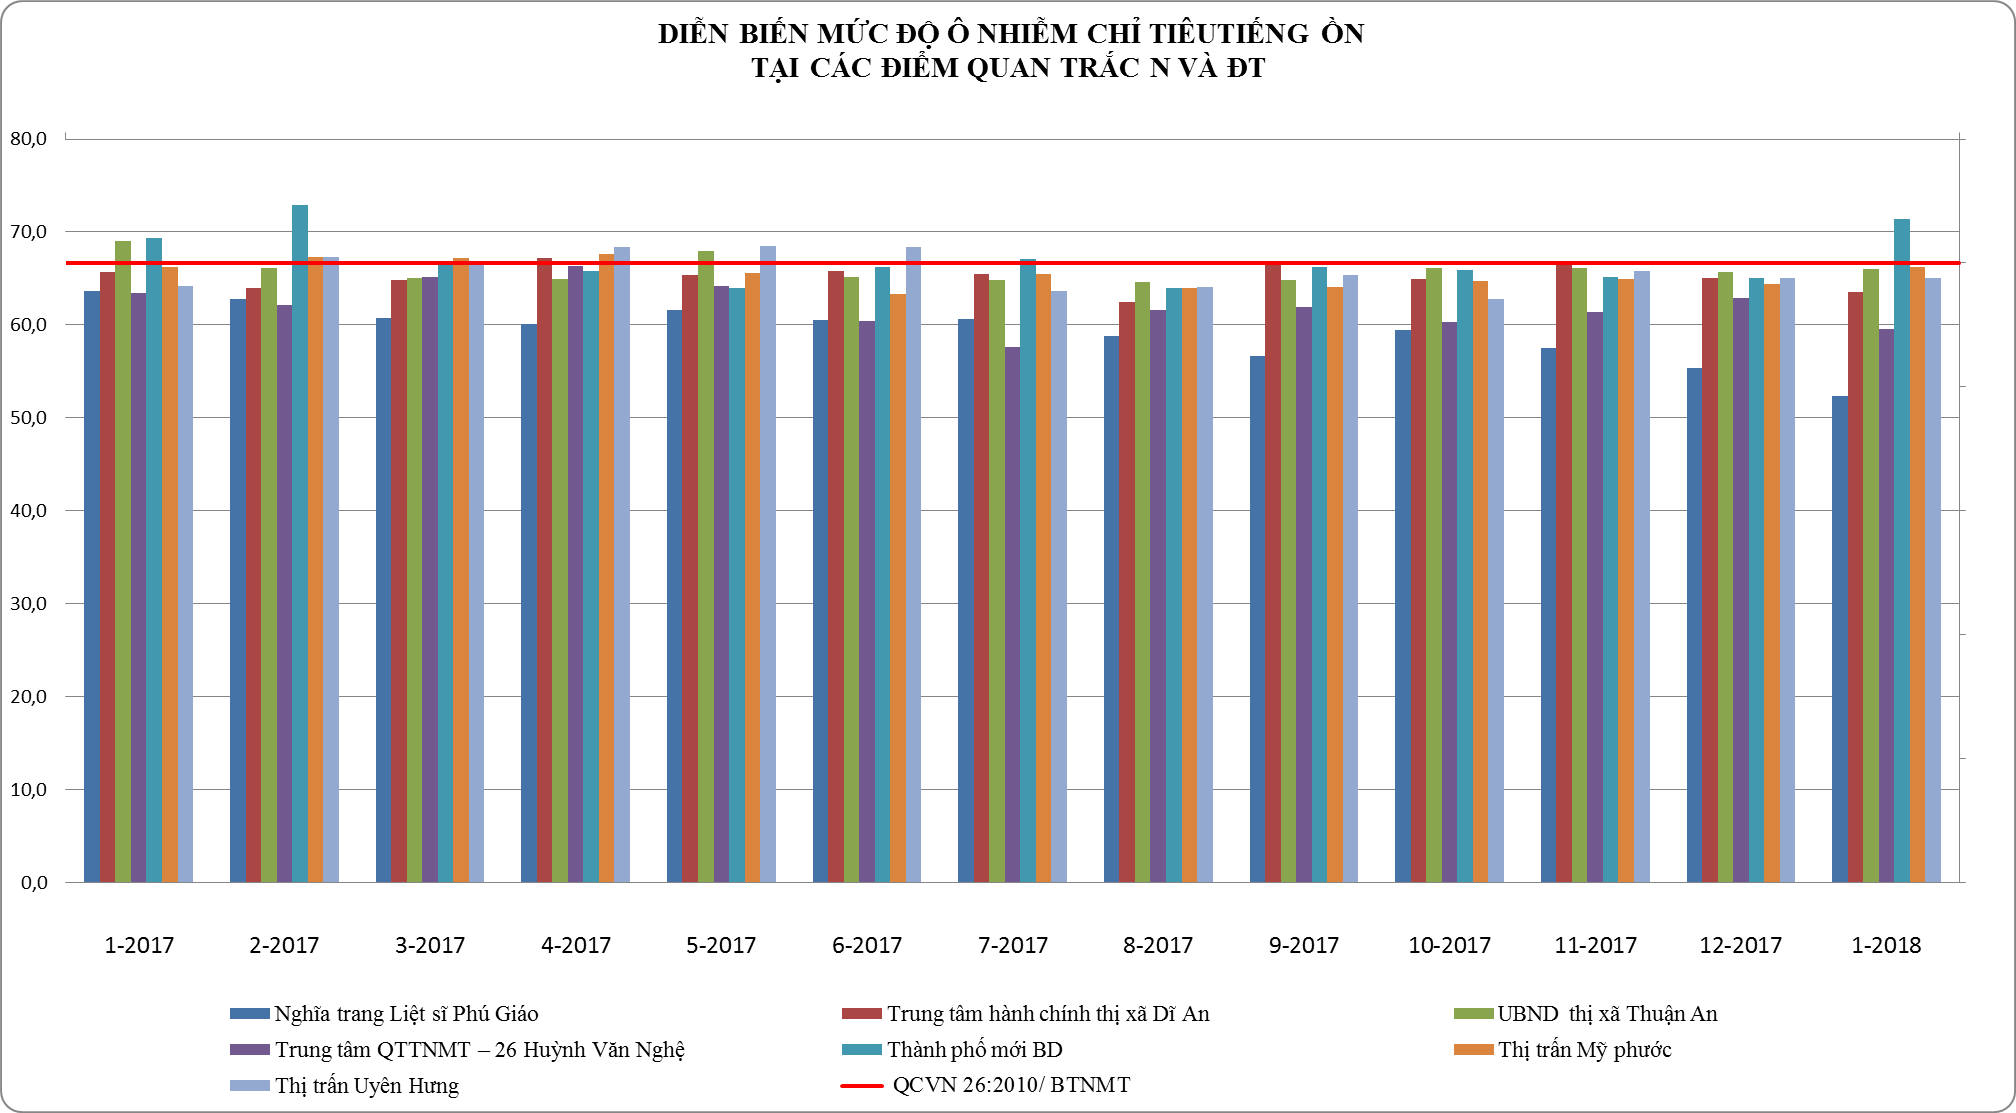 DIỄN BIẾN MỨC ĐỘ Ô NHIỄM CHỈ TIÊUTIẾNG ỒN
TẠI CÁC ĐIỂM QUAN TRẮC N VÀ ĐT
80,0
70,0
60,0
50,0
40,0
30,0
20,0
10,0
0,0
1-2017 2-2017 3-2017 4-2017 5-2017 6-2017 7-2017 8-2017 9-2017 10-2017 11-2017 12-2017 1-2018
Nghĩa trang Liệt sĩ Phú Giáo Trung tâm hành chính thị xã Dĩ An UBND thị xã Thuận An
Trung tâm QTTNMT – 26 Huỳnh Văn Nghệ Thành phố mới BD Thị trấn Mỹ phước
Thị trấn Uyên Hưng QCVN 26:2010/ BTNMT